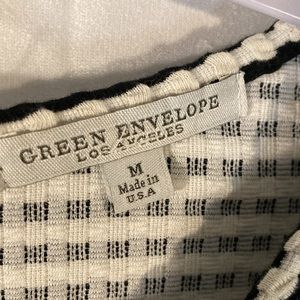 GREEN ENVELOPE
LOS ANGELES
M
Made in
U.S.A